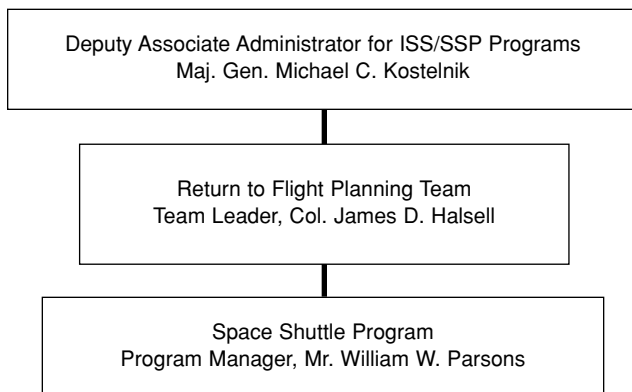 Deputy Associate Administrator for ISS/SSP Programs
Maj. Gen. Michael C. Kostelnik
Return to Flight Planning Team
Team Leader, Col. James D. Halsell
Space Shuttle Program
Program Manager, Mr. William W. Parsons